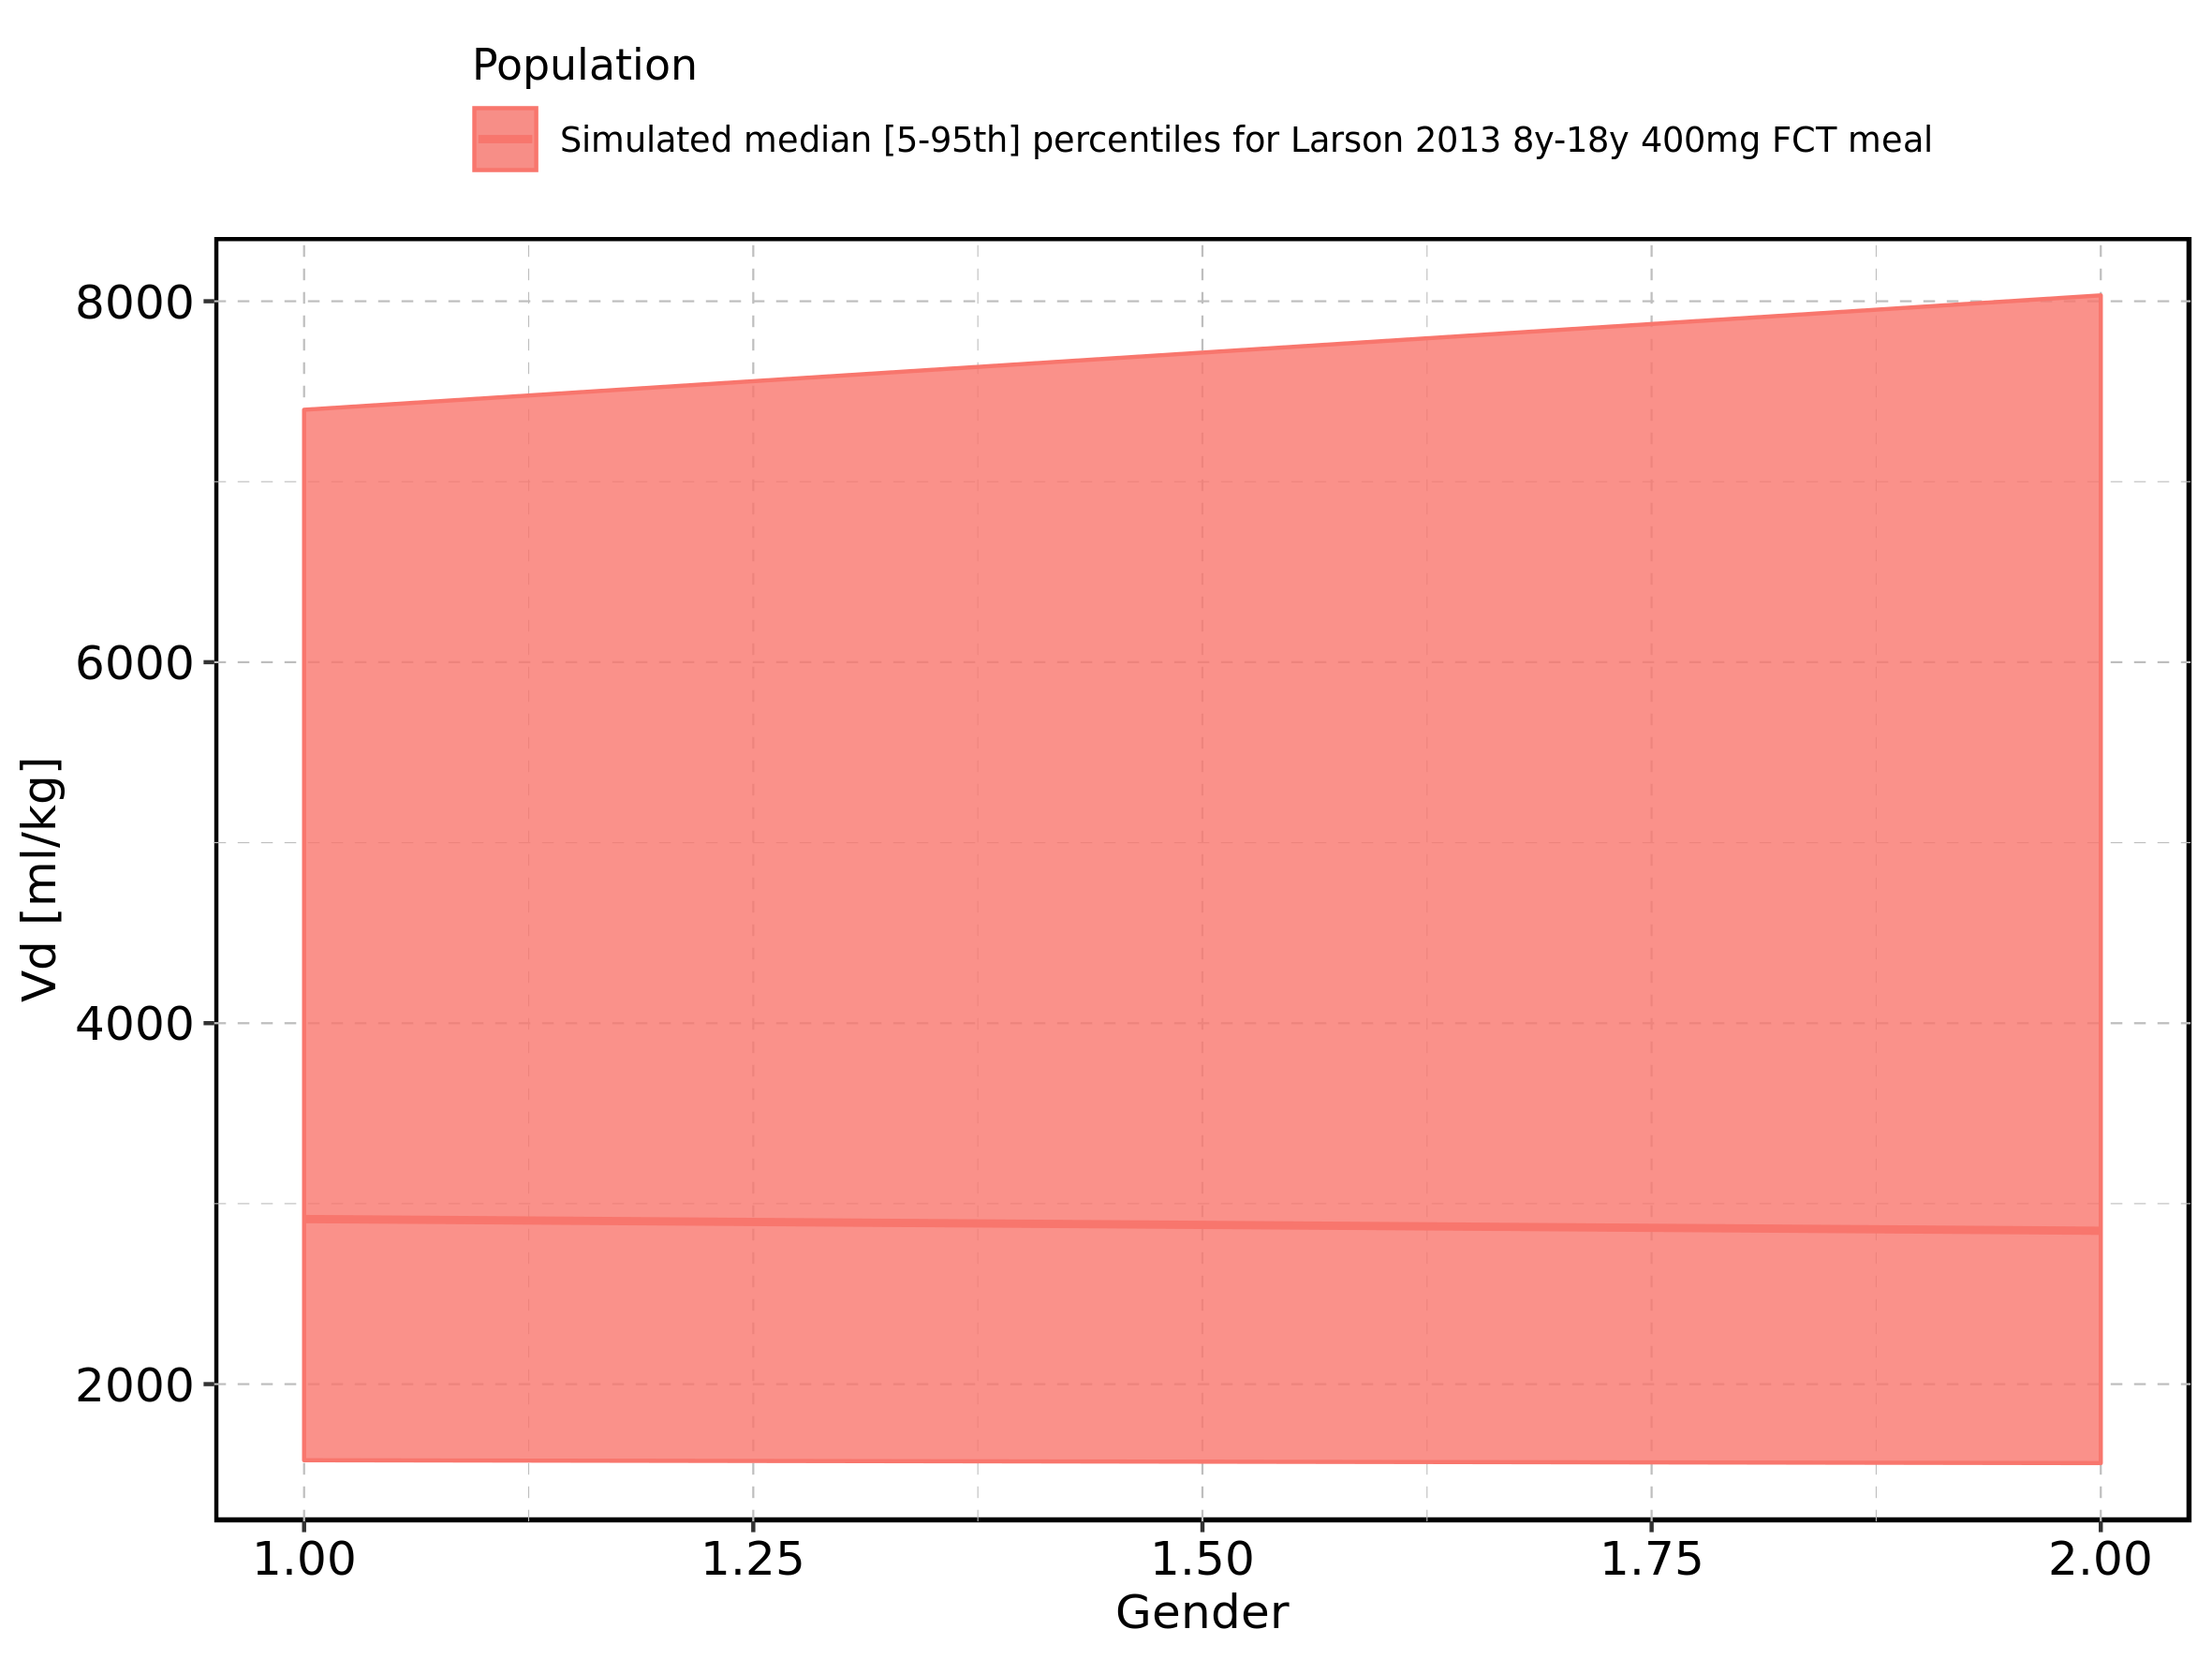 Population
Simulated median [5-95th] percentiles for Larson 2013 8y-18y 400mg FCT meal
8000
6000
4000
2000
Vd [ml/kg]
1.00 1.25 1.50 1.75 2.00
Gender